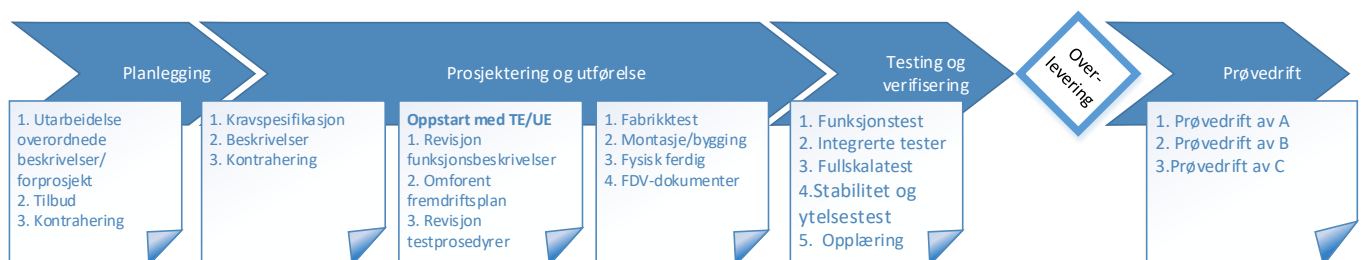 Planlegging
Prosjektering og utførelse
Testing og
verifisering
Over-
levering
Prøvedrift
1. Utarbeidelse
overordnede
beskrivelser/
forprosjekt
2. Tilbud
3. Kontrahering
1. Kravspesifikasjon
2. Beskrivelser
3. Kontrahering
Oppstart med TE/UE
1. Revisjon
funksjonsbeskrivelser
2. Omforent
fremdriftsplan
3. Revisjon
testprosedyrer
1. Fabrikktest
2. Montasje/bygging
3. Fysisk ferdig
4. FDV-dokumenter
1. Funksjonstest
2. Integrerte tester
3. Fullskalatest
4.Stabilitet og
ytelsestest
5. Opplæring
1. Prøvedrift av A
2. Prøvedrift av B
3.Prøvedrift av C